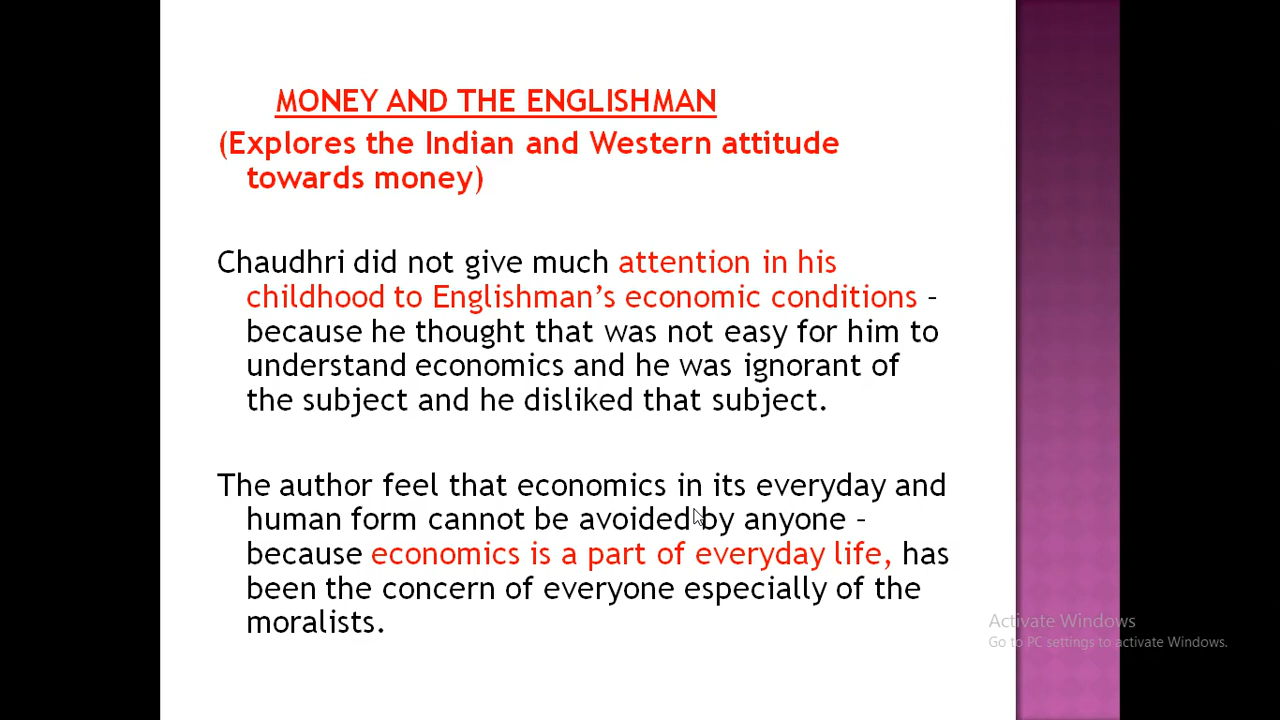 MONEY AND THE ENGLISHMAN
(Explores the Indian and Western attitude
towards money)
Chaudhri did not give much attention in his
childhood to Englishman’s economic conditions –
because he thought that was not easy for him to
understand economics and he was ignorant of
the subject and he disliked that subject.
The author feel that economics in its everyday and
human form cannot be avoided by anyone –
because economics is a part of everyday life, has
been the concern of everyone especially of the
moralists.
Activate Windows
Go to PC settings to activate Windows.